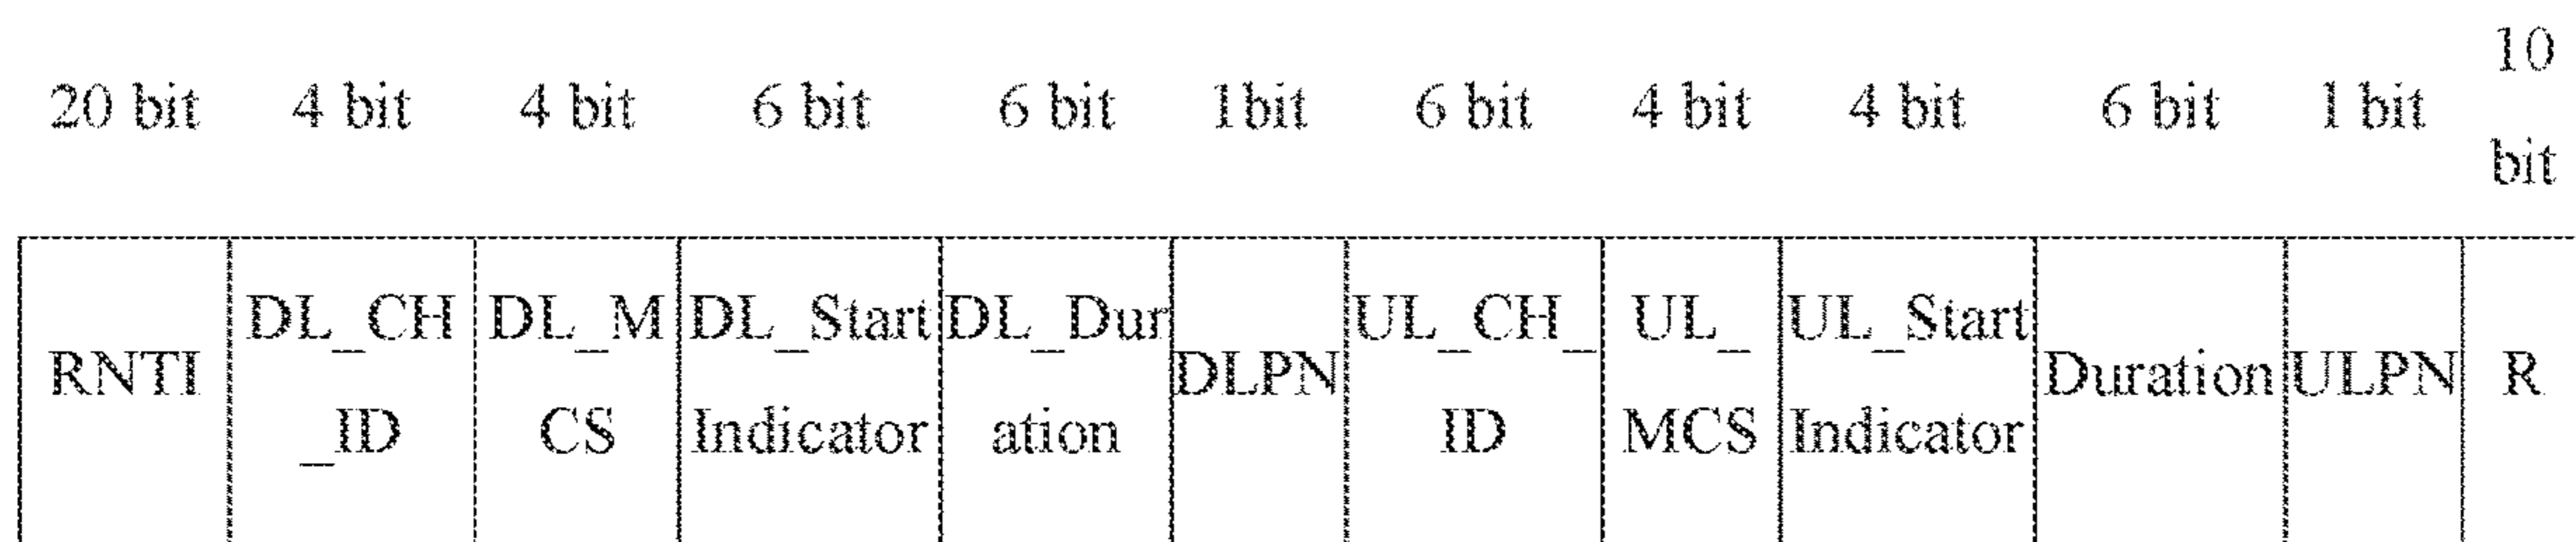 20 bit 4 bit 4 bit 6 bit 6 bit 1bit 6 bit 4 bit 4 bit 6 bit 1 bit 10
bit
RNTI
DL_CH
_ID
DL_M
CS
DL_Start
Indicator
DL_Dur
ation
DLPN
UL_CH_
ID
UL_
MCS
UL_Start
Indicator
Duration
ULPN
R